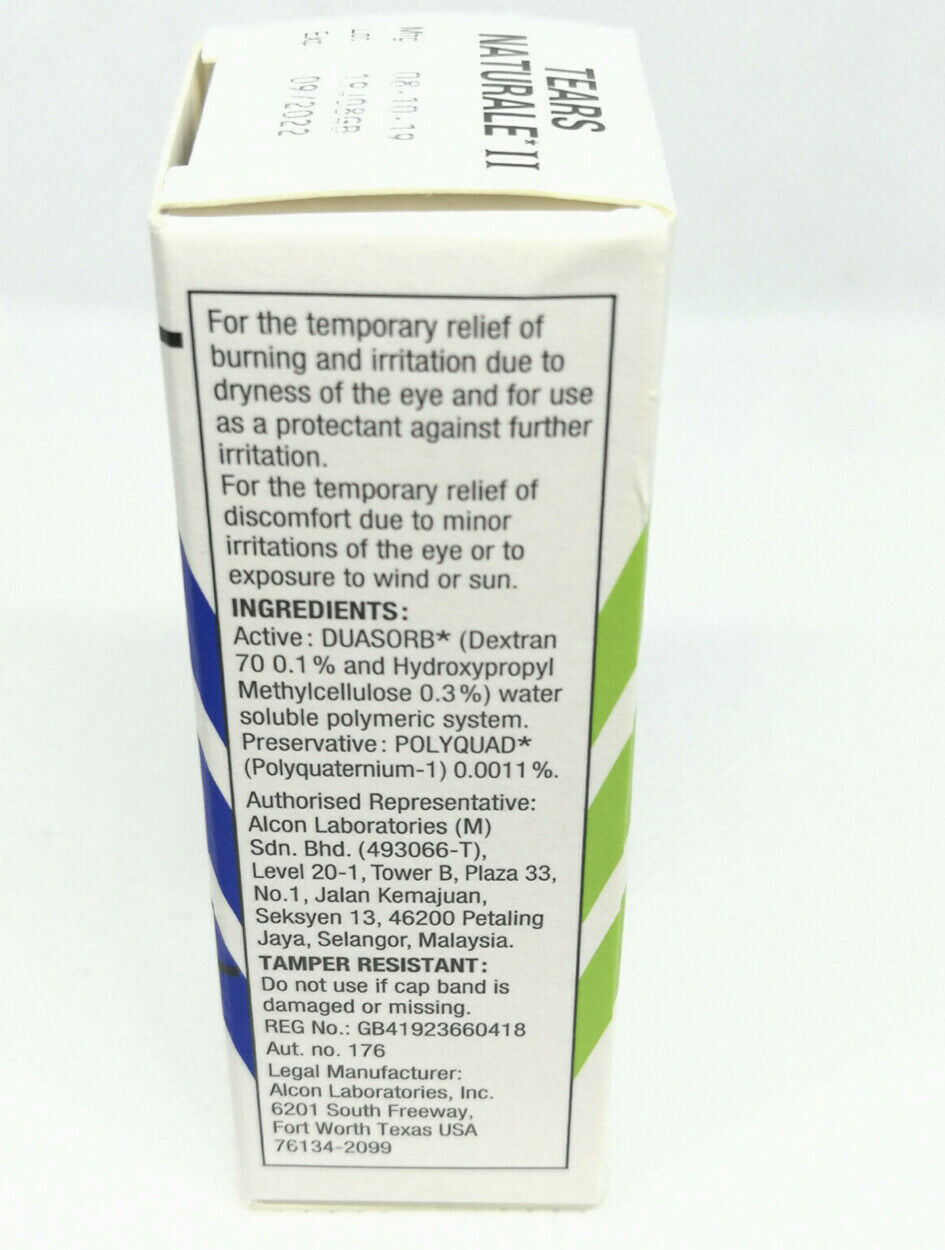 TEARS
NATURALE* II
08.10.19
Exp. 09/2022
For the temporary relief of
burning and irritation due to
dryness of the eye and for use
as a protectant against further
irritation.
For the temporary relief of
discomfort due to minor
irritations of the eye or to
exposure to wind or sun.
INGREDIENTS:
Active: DUASORB* (Dextran
70 0.1% and Hydroxypropyl
Methylcellulose 0.3%) water
soluble polymeric system.
Preservative: POLYQUAD*
(Polyquaternium-1) 0.0011%.
Authorised Representative:
Alcon Laboratories (M)
Sdn. Bhd. (493066-T),
Level 20-1, Tower B, Plaza 33,
No.1, Jalan Kemajuan,
Seksyen 13, 46200 Petaling
Jaya, Selangor, Malaysia.
TAMPER RESISTANT:
Do not use if cap band is
damaged or missing.
REG No.: GB41923660418
Aut. no. 176
Legal Manufacturer:
Alcon Laboratories, Inc.
6201 South Freeway,
Fort Worth Texas USA
76134-2099